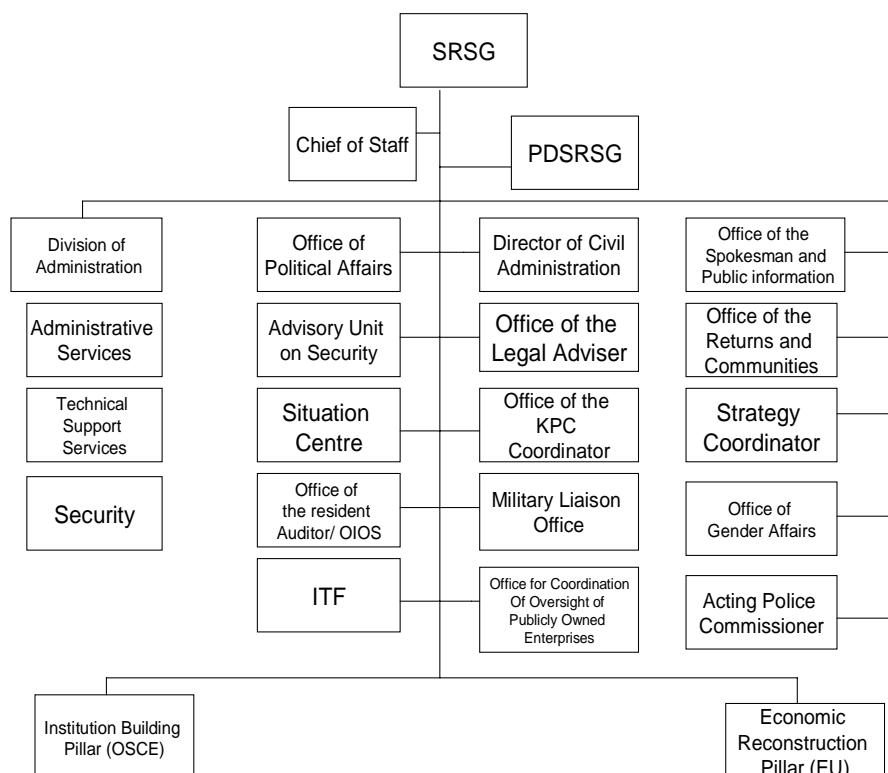 SRSG
Chief of Staff
PDSRSG
Division of
Administration
Office of
Political Affairs
Director of Civil
Administration
Office of the
Spokesman and
Public information
Administrative
Services
Advisory Unit
on Security
Office of the
Legal Adviser
Office of the
Returns and
Communities
Technical
Support
Services
Situation
Centre
Office of the
KPC
Coordinator
Strategy
Coordinator
Security
Office of
the resident
Auditor/ OIOS
Military Liaison
Office
Office of
Gender Affairs
ITF
Office for Coordination
Of Oversight of
Publicly Owned
Enterprises
Acting Police
Commissioner
Institution Building
Pillar (OSCE)
Economic
Reconstruction
Pillar (EU)